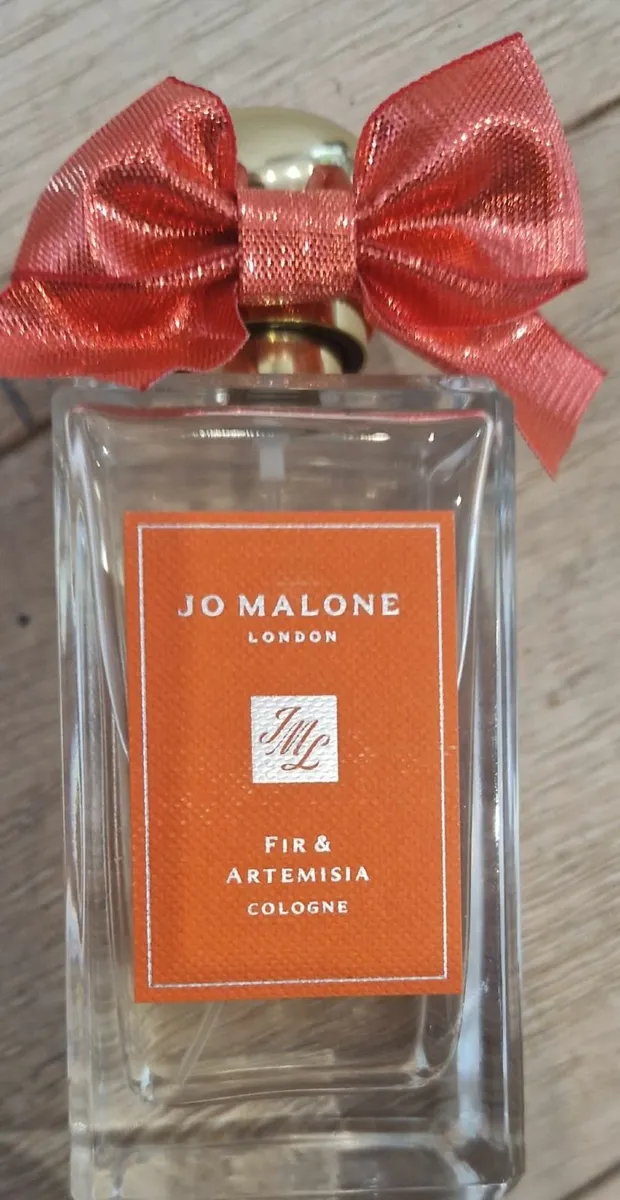 JO MALONE
LONDON
JML
FIR &
ARTEMISIA
COLOGNE